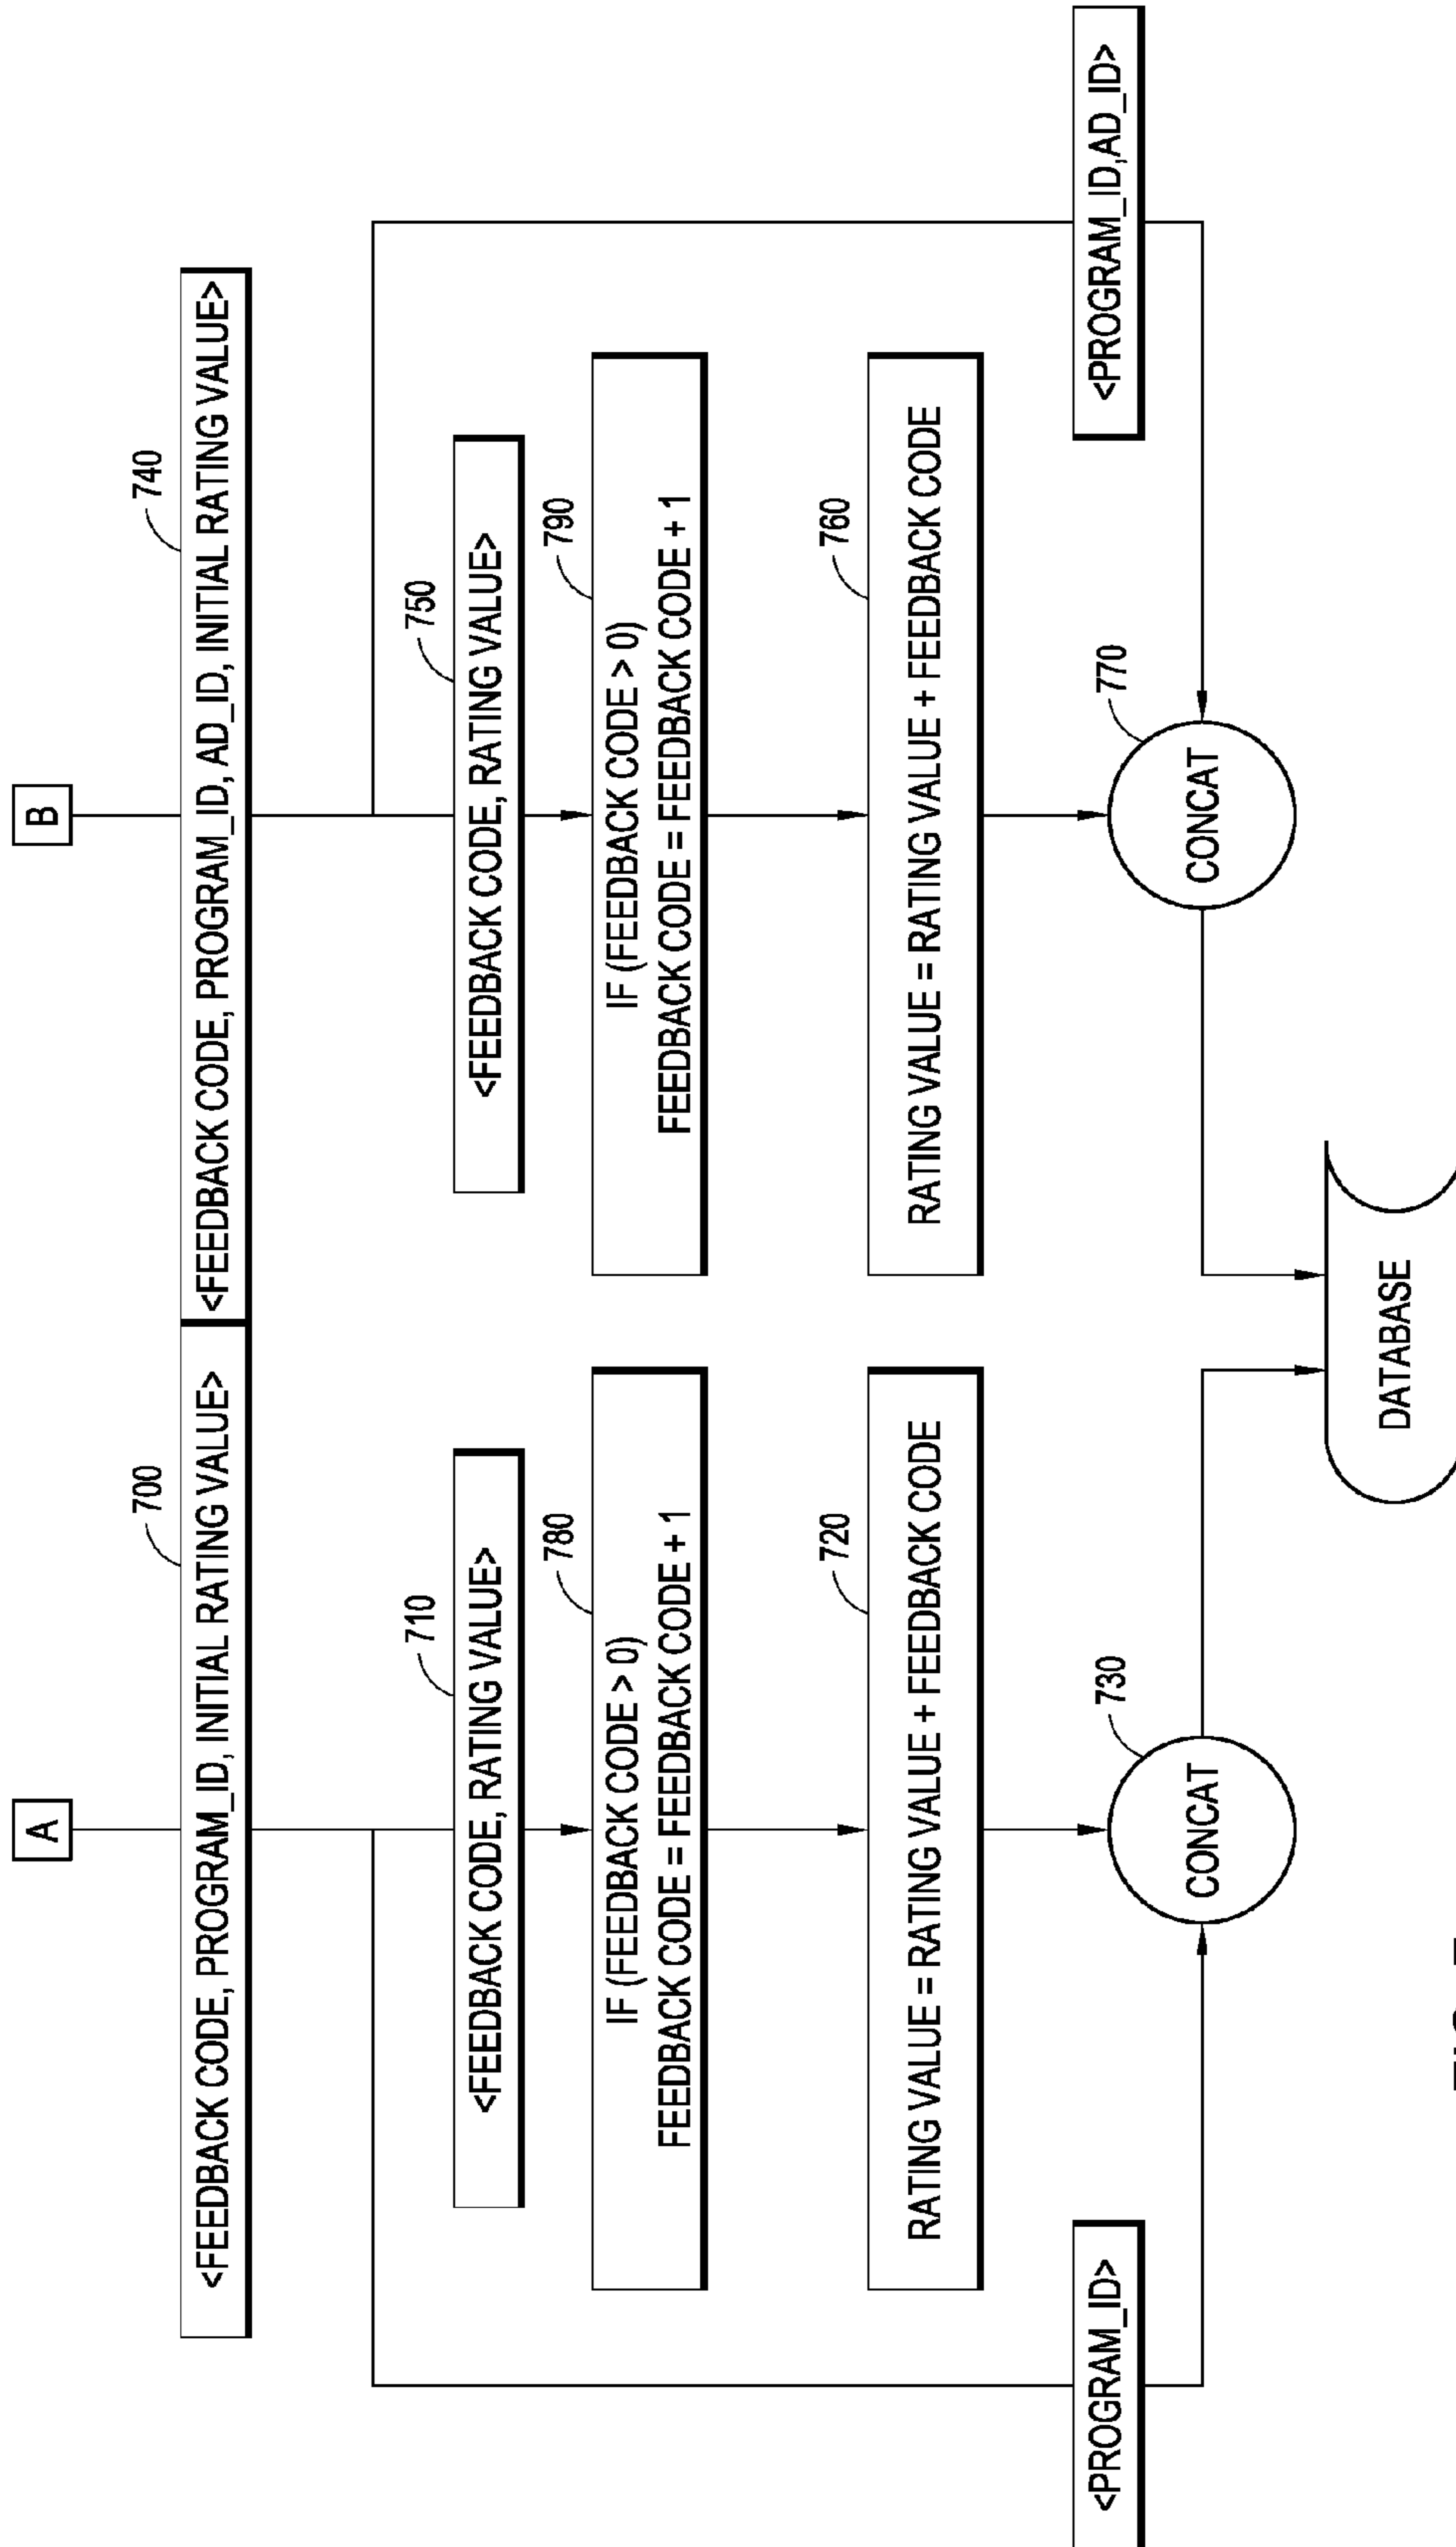 A
700
<FEEDBACK CODE, PROGRAM_ID, INITIAL RATING VALUE>
710
<FEEDBACK CODE, RATING VALUE>
780
IF (FEEDBACK CODE > 0)
FEEDBACK CODE = FEEDBACK CODE + 1
720
RATING VALUE = RATING VALUE + FEEDBACK CODE
<PROGRAM_ID>
730
CONCAT
B
740
<FEEDBACK CODE, PROGRAM_ID, AD_ID, INITIAL RATING VALUE>
750
<FEEDBACK CODE, RATING VALUE>
790
IF (FEEDBACK CODE > 0)
FEEDBACK CODE = FEEDBACK CODE + 1
760
RATING VALUE = RATING VALUE + FEEDBACK CODE
<PROGRAM_ID,AD_ID>
770
CONCAT
DATABASE